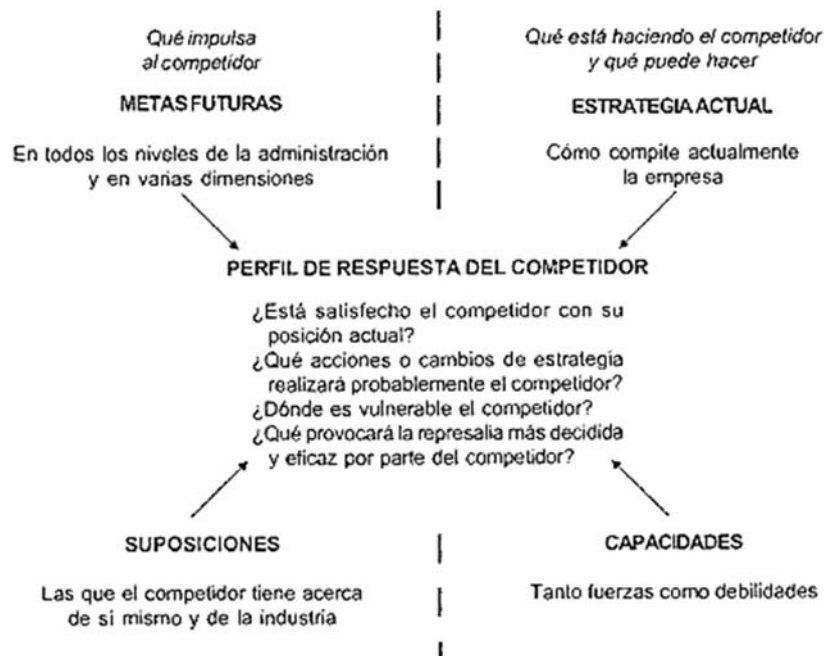 Qué impulsa
al competidor
METAS FUTURAS
En todos los niveles de la administración
y en varias dimensiones
Qué está haciendo el competidor
y qué puede hacer
ESTRATEGIA ACTUAL
Cómo compite actualmente
la empresa
PERFIL DE RESPUESTA DEL COMPETIDOR
¿Está satisfecho el competidor con su
posición actual?
¿Qué acciones o cambios de estrategia
realizará probablemente el competidor?
¿Dónde es vulnerable el competidor?
¿Qué provocará la represalia más decidida
y eficaz por parte del competidor?
SUPOSICIONES
Las que el competidor tiene acerca
de si mismo y de la industria
CAPACIDADES
Tanto fuerzas como debilidades